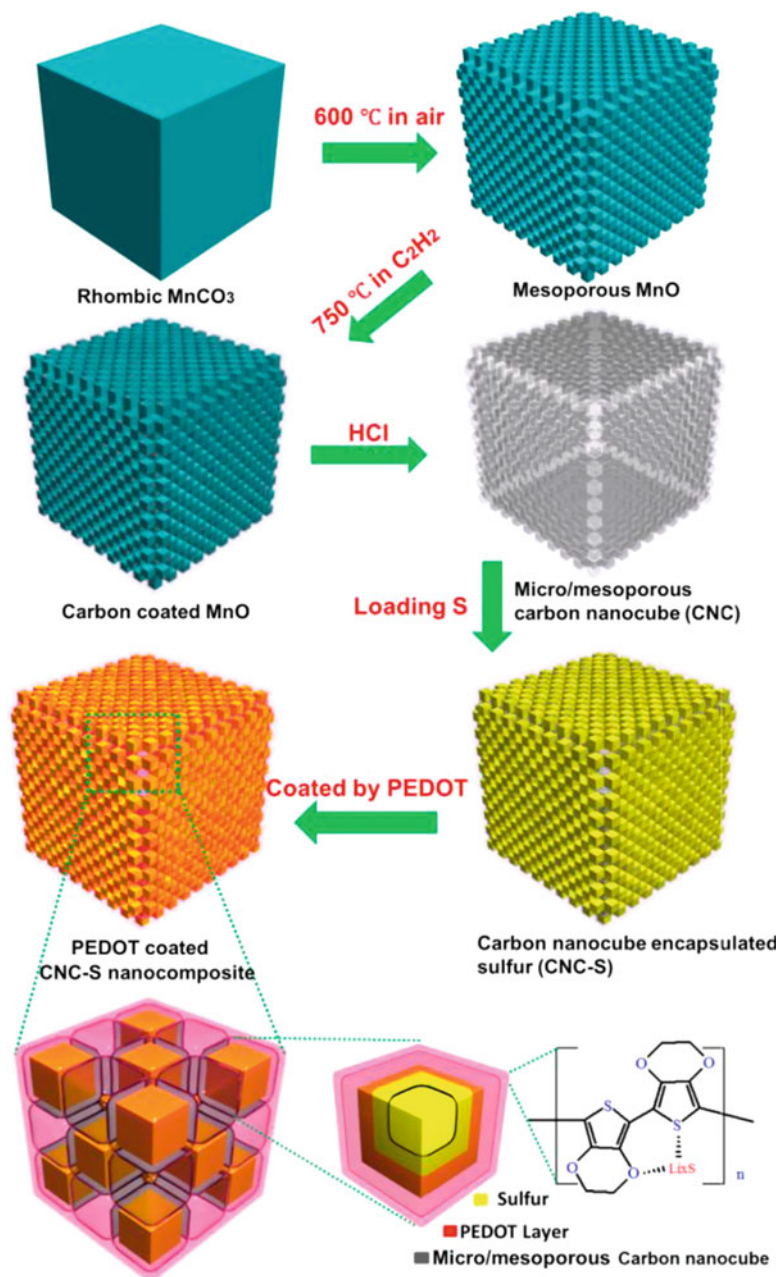 600 ℃ in air
Rhombic MnCO₃
Mesoporous MnO
750 ℃ in C₂H₂
HCl
Carbon coated MnO
Micro/mesoporous
carbon nanocube (CNC)
Loading S
Coated by PEDOT
PEDOT coated
CNC-S nanocomposite
Carbon nanocube encapsulated
sulfur (CNC-S)
O
O
S
S
O
O
LixS
n
Sulfur
PEDOT Layer
Micro/mesoporous Carbon nanocube